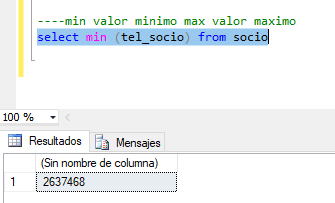 ----min valor minimo max valor maximo
select min (tel_socio) from socio
100 %
Resultados Mensajes
(Sin nombre de columna)
1 2637468